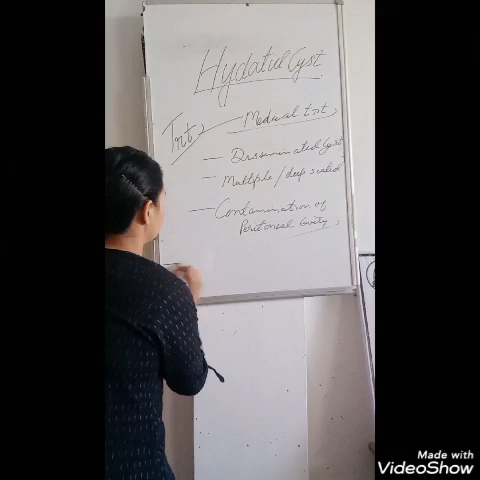 Hydatid Cyst
Trt
Medical trt
— Disseminated Cyst
— Multiple / deep seated
— Contamination of
Peritoneal Cavity
Made with
VideoShow